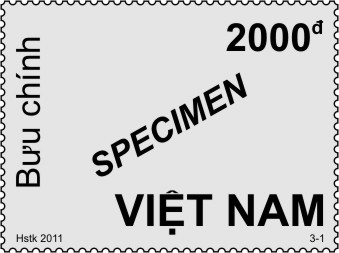 2000đ
Bưu chính
SPECIMEN
VIỆT NAM
Hstk 2011
3-1